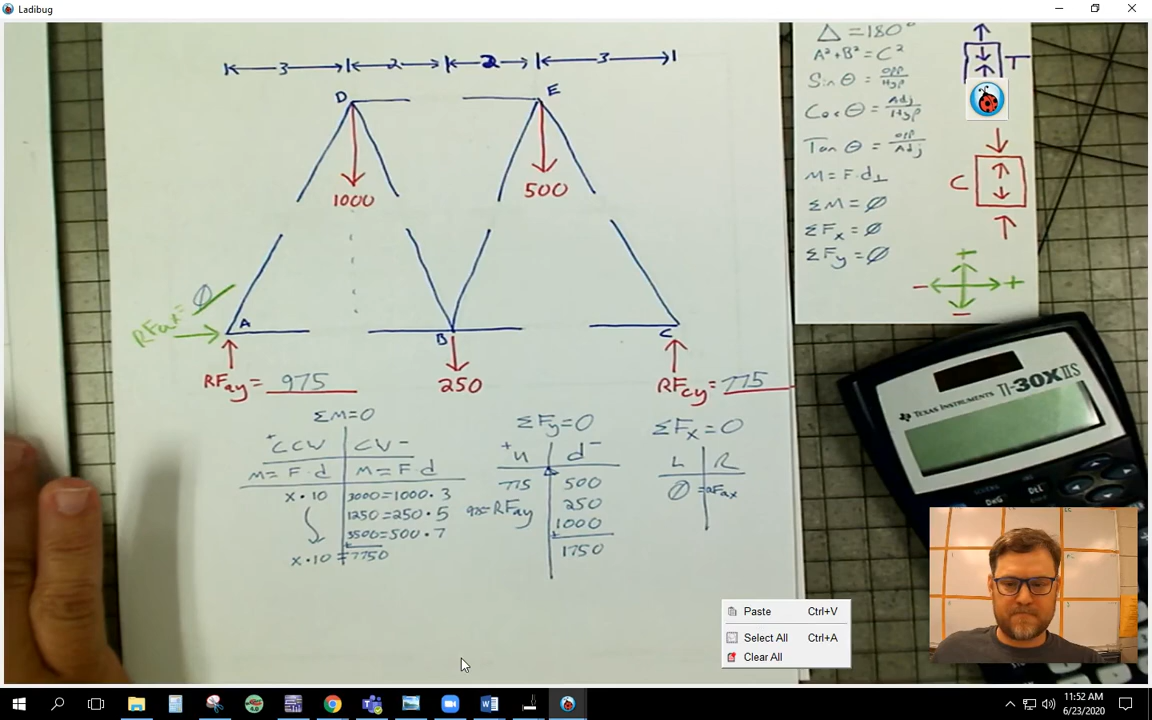 Ladibug
3 2 2 3
D E
1000 500
RFax = 0
A B C
RFay = 975
250
RFcy = 775
ΣM=0
+ CCW CW -
M = F · d M = F · d
x · 10 3000 = 1000 · 3
1250 = 250 · 5
3500 = 500 · 7
x · 10 = 7750
ΣFy=0
+ u d -
775 500
RFay 250
1000
1750
ΣFx=0
L R
0 = RFax
△ = 180°
A² + B² = C²
Sin θ = opp/Hyp
Cos θ = Adj/Hyp
Tan θ = opp/Adj
M = F · d⊥
ΣM = 0
ΣFx = 0
ΣFy = 0
T
C
+
- +
-
TEXAS INSTRUMENTS TI-30X IIS
Paste Ctrl+V
Select All Ctrl+A
Clear All
11:52 AM
6/23/2020